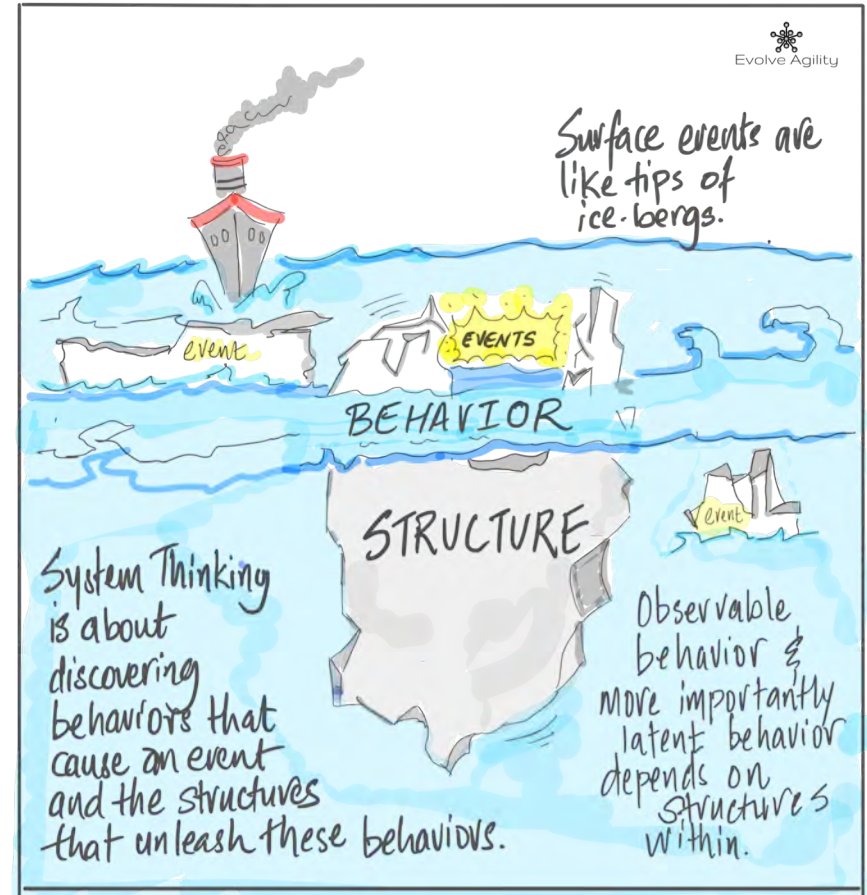 Evolve Agility
Surface events are
like tips of
ice-bergs.
event
EVENTS
BEHAVIOR
STRUCTURE
event
System Thinking
is about
discovering
behaviors that
cause an event
and the structures
that unleash these behaviors.
Observable
behavior &
more importantly
latent behavior
depends on
structures
within.